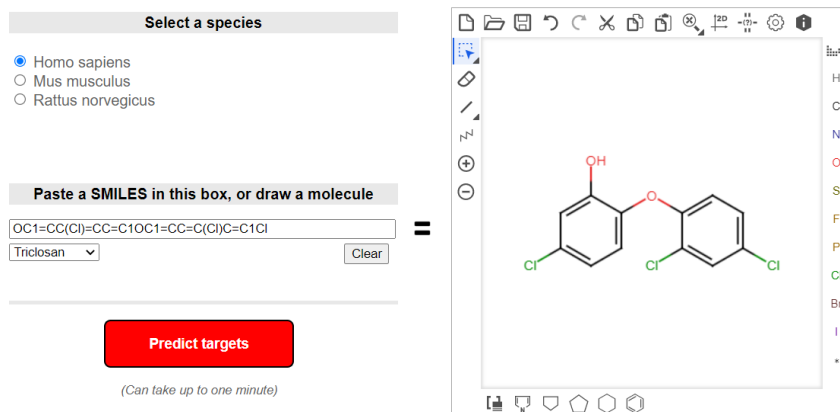 Select a species
Homo sapiens
Mus musculus
Rattus norvegicus
Paste a SMILES in this box, or draw a molecule
OC1=CC(Cl)=CC=C1OC1=CC=C(Cl)C=C1Cl
Triclosan
Clear
Predict targets
(Can take up to one minute)
=
2D
(?)
OH
O
Cl
Cl
Cl
H
C
N
O
S
F
P
Cl
Br
I
*